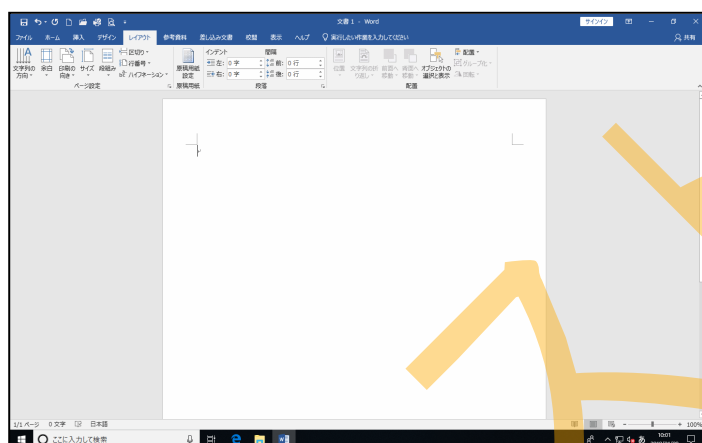 文書 1 - Word
サインイン
ファイル ホーム 挿入 デザイン レイアウト 参考資料 差し込み文書 校閲 表示 ヘルプ 実行したい作業を入力してください 共有
文字列の方向 余白 印刷の向き サイズ 段組み
区切り
行番号
ハイフネーション
ページ設定
原稿用紙設定
原稿用紙
インデント 間隔
左: 0 字 前: 0 行
右: 0 字 後: 0 行
段落
位置 文字列の折り返し 前面へ移動 背面へ移動 オブジェクトの選択と表示
配置
グループ化
回転
配置
1/1 ページ 0 文字 日本語 100%
ここに入力して検索
あ 10:01